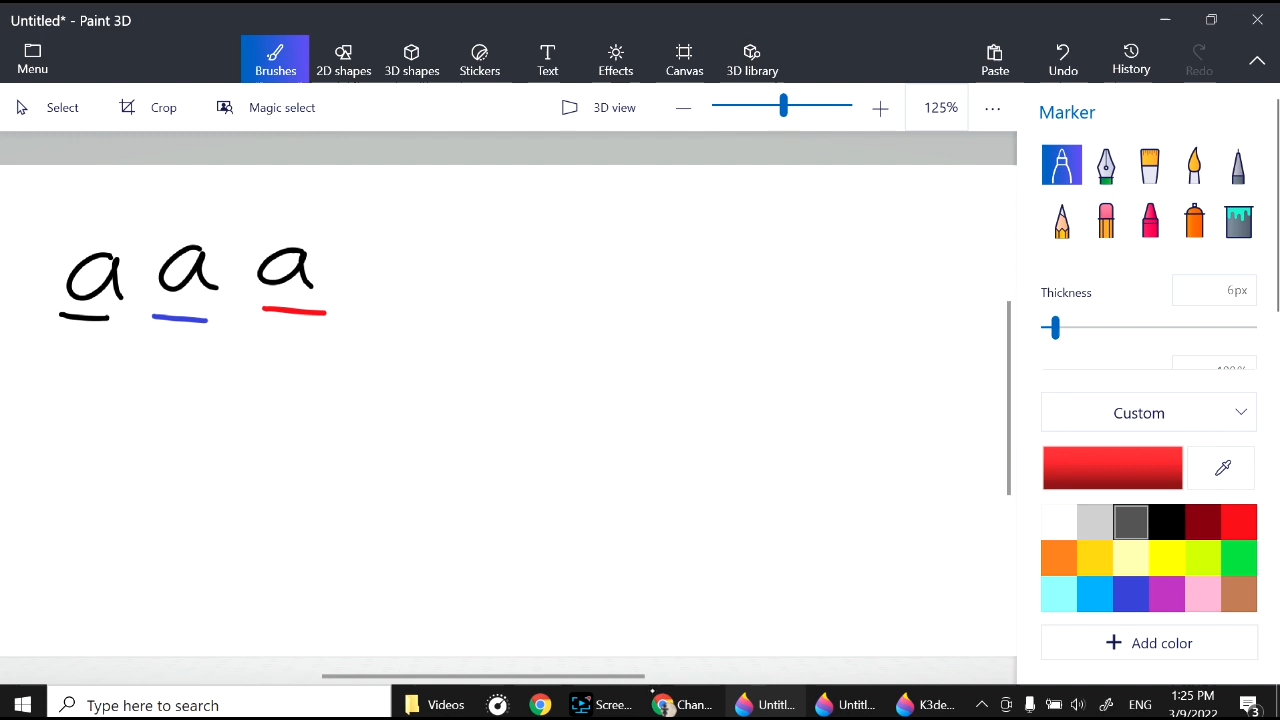 Untitled* - Paint 3D
Menu Brushes 2D shapes 3D shapes Stickers Text Effects Canvas 3D library Paste Undo History Redo
Select Crop Magic select 3D view 125% ...
Marker
a a a
Thickness 6px
Custom
+ Add color
Type here to search Videos Scree... Chan... Untitl... Untitl... K3de... ENG 1:25 PM
3/9/2022 3